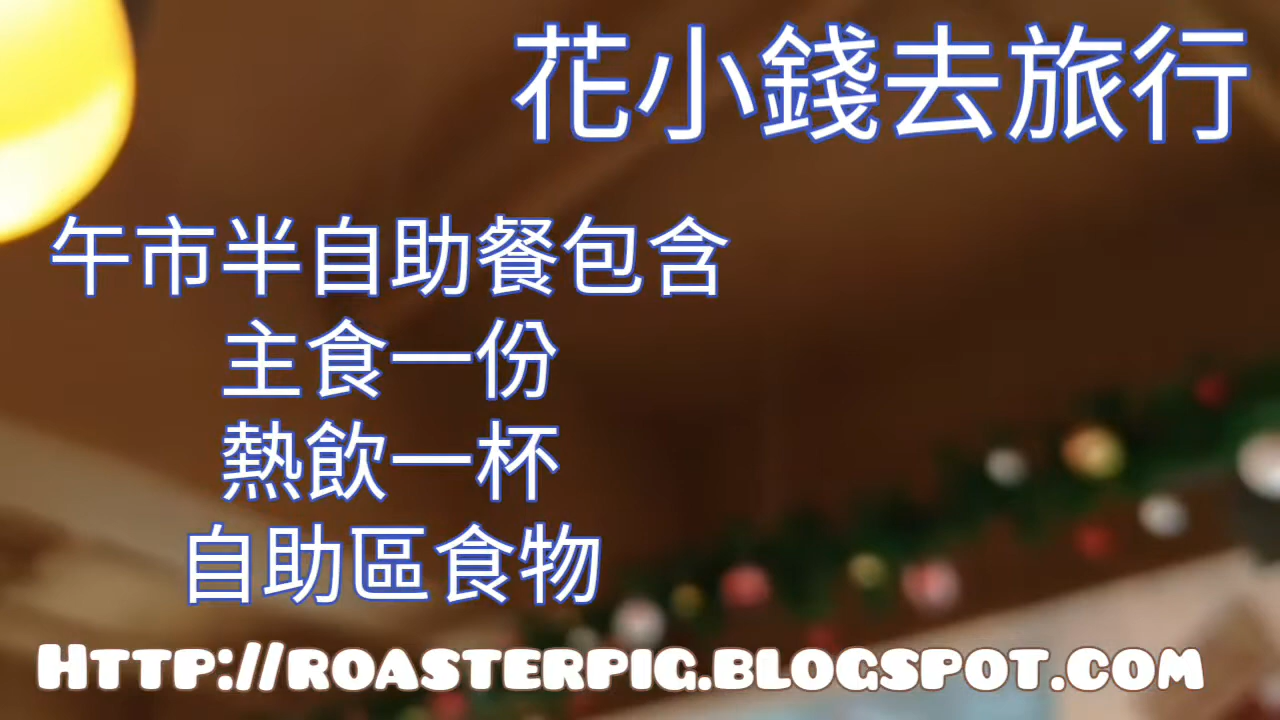 花小錢去旅行
午市半自助餐包含
主食一份
熱飲一杯
自助區食物
Http://roasterpig.blogspot.com